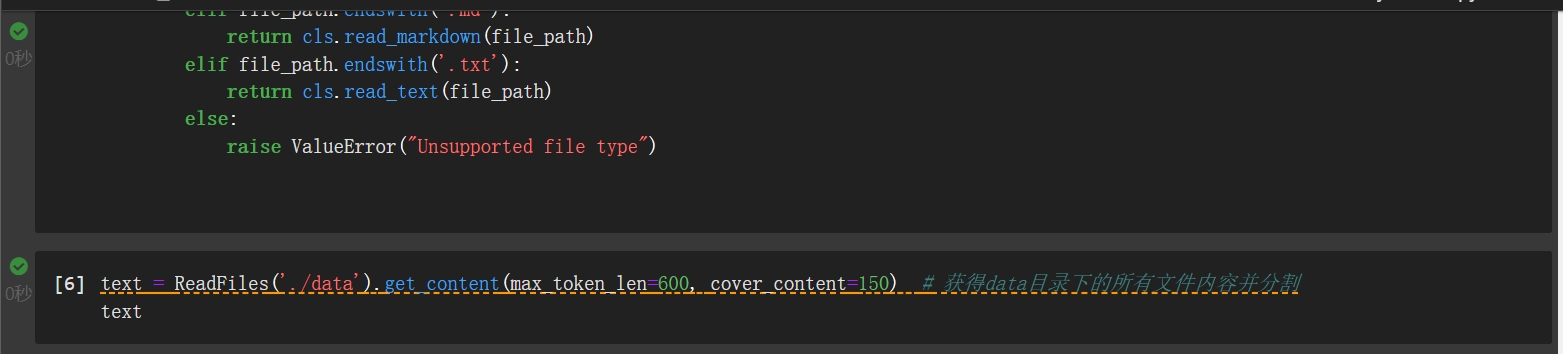 elif file_path.endswith('.md'):
return cls.read_markdown(file_path)
0秒
elif file_path.endswith('.txt'):
return cls.read_text(file_path)
else:
raise ValueError("Unsupported file type")
[6] text = ReadFiles('./data').get_content(max_token_len=600, cover_content=150) # 获得data目录下的所有文件内容并分割
0秒
text